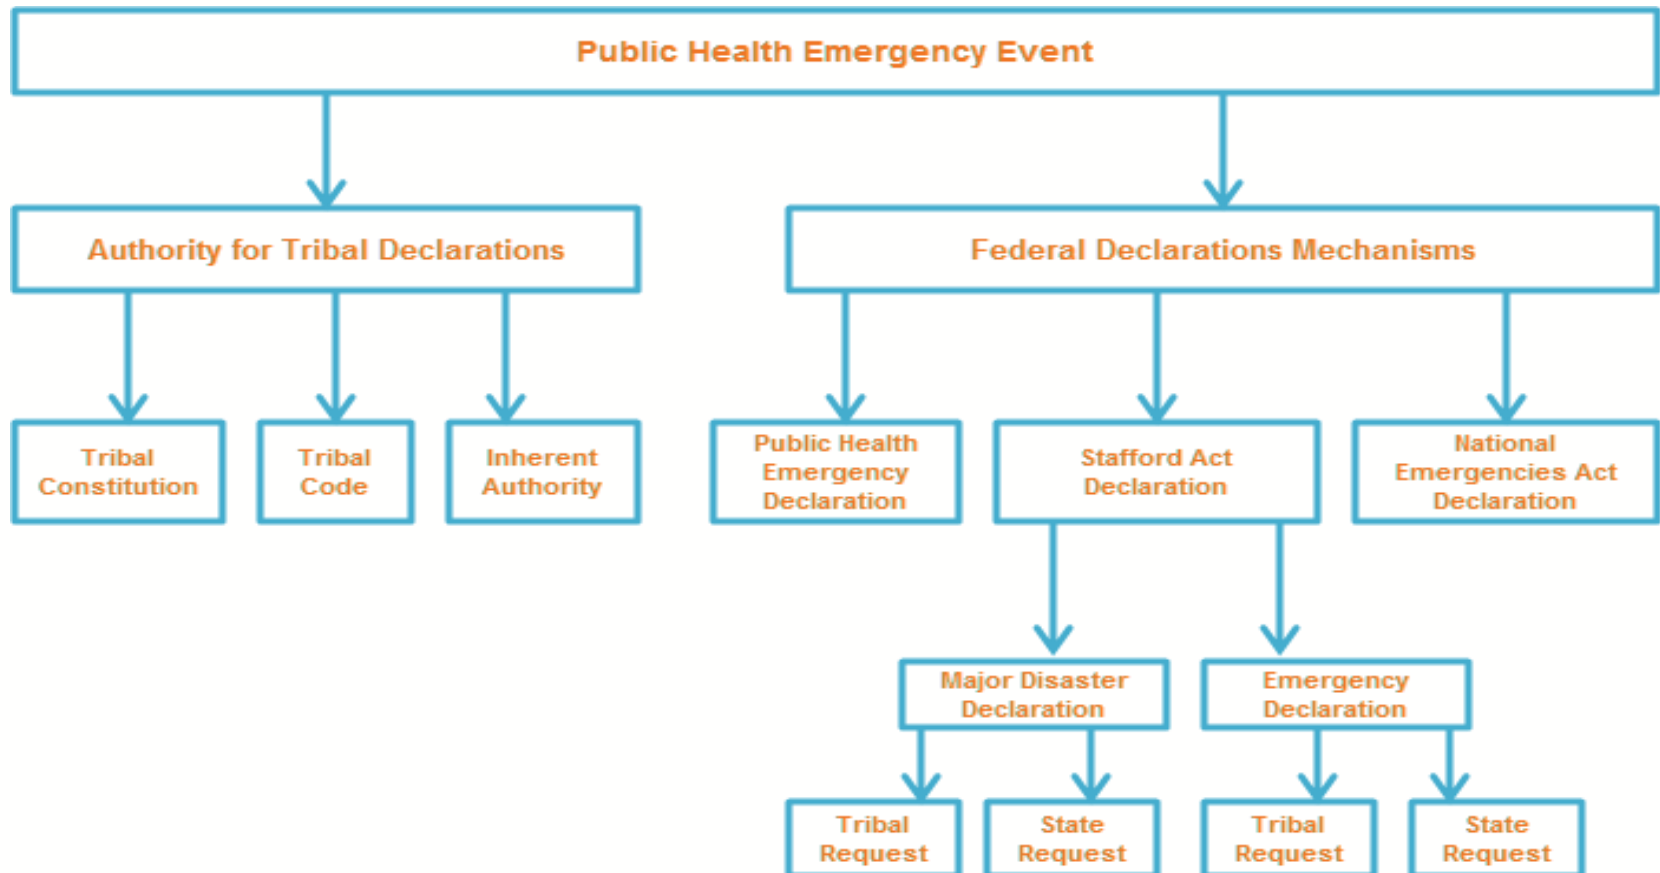 Public Health Emergency Event
Authority for Tribal Declarations
Federal Declarations Mechanisms
Tribal
Constitution
Tribal
Code
Inherent
Authority
Public Health
Emergency
Declaration
Stafford Act
Declaration
National
Emergencies Act
Declaration
Major Disaster
Declaration
Emergency
Declaration
Tribal
Request
State
Request
Tribal
Request
State
Request